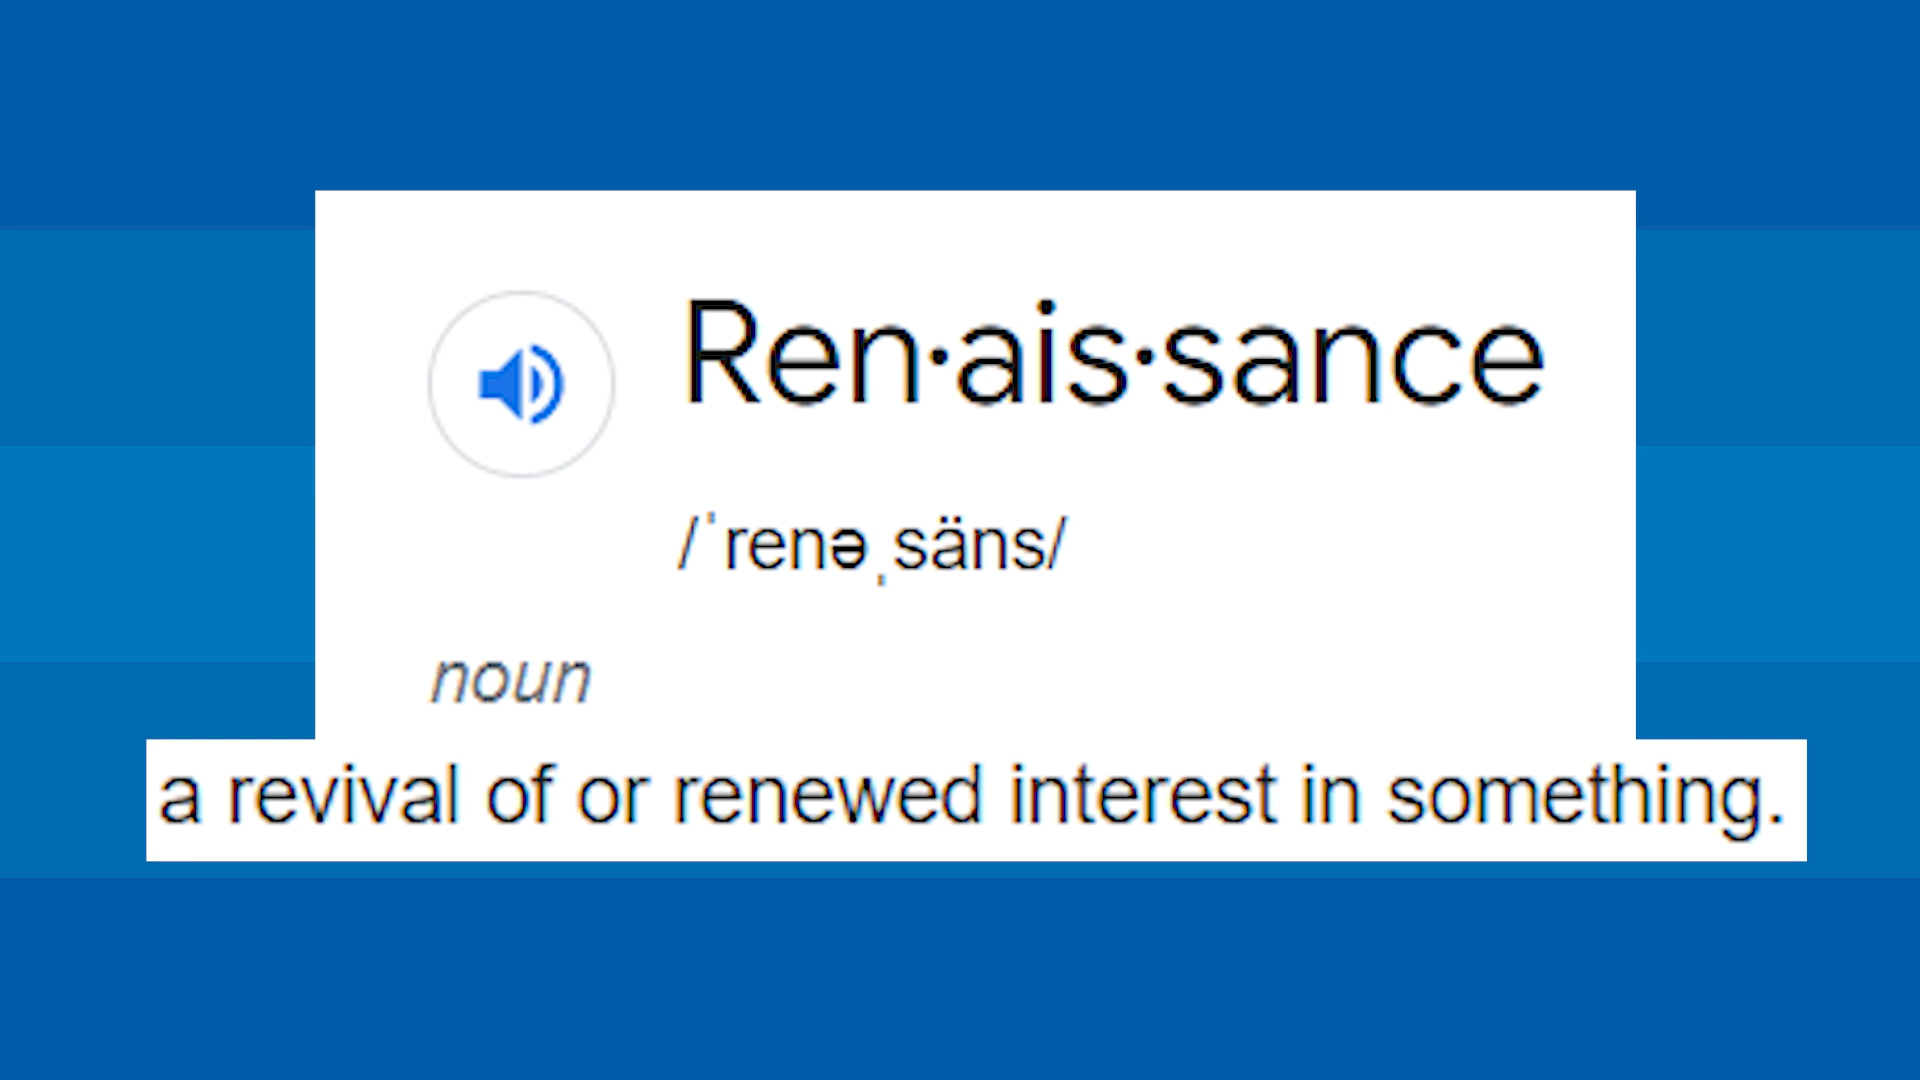 Ren·ais·sance
/ˈrenəˌsäns/
noun
a revival of or renewed interest in something.